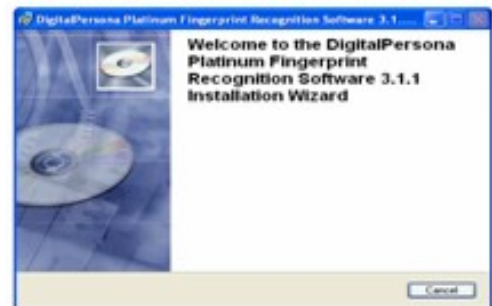 DigitalPersona Platinum Fingerprint Recognition Software 3.1....
Welcome to the DigitalPersona
Platinum Fingerprint
Recognition Software 3.1.1
Installation Wizard
Cancel